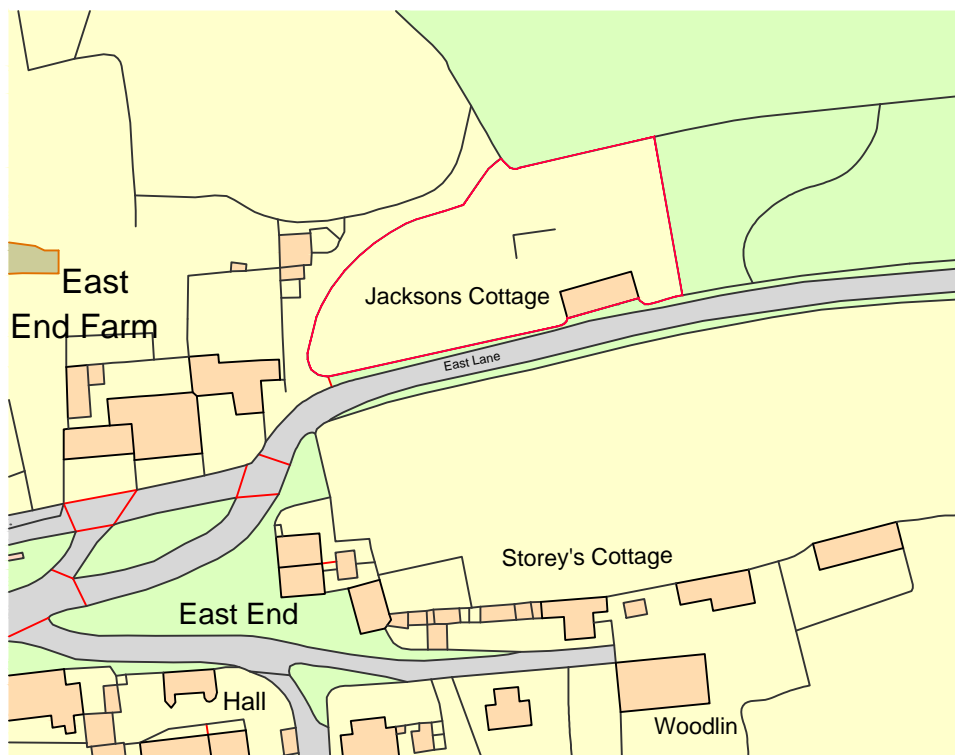 East
End Farm
Jacksons Cottage
East Lane
Storey's Cottage
East End
Hall
Woodlin